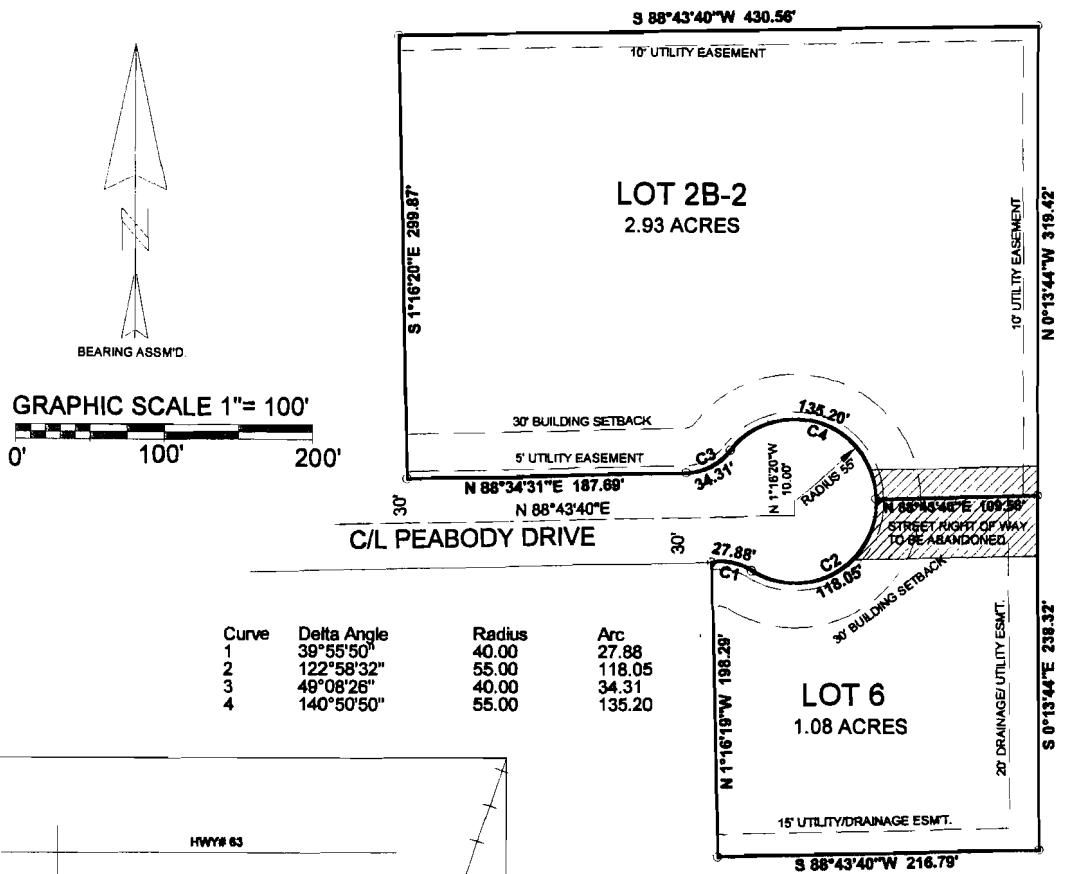 S 88°43'40"W 430.56'
10' UTILITY EASEMENT
LOT 2B-2
2.93 ACRES
S 1°16'20"E 299.87'
10' UTILITY EASEMENT
N 0°13'44"W 319.42'
N
BEARING ASSM'D.
GRAPHIC SCALE 1"= 100'
0' 100' 200'
30' BUILDING SETBACK
5' UTILITY EASEMENT
C3
34.31'
135.20'
C4
N 1°16'20"W
10.00'
RADIUS 55'
N 88°34'31"E 187.69'
N 88°43'40"E
30'
C/L PEABODY DRIVE
30'
N 88°43'40"E 109.56'
STREET RIGHT OF WAY
TO BE ABANDONED
27.88'
C1
C2
118.05'
30' BUILDING SETBACK
Curve Delta Angle Radius Arc
1 39°55'50" 40.00 27.88
2 122°58'32" 55.00 118.05
3 49°08'26" 40.00 34.31
4 140°50'50" 55.00 135.20
N 1°16'19"W 198.29'
LOT 6
1.08 ACRES
20' DRAINAGE/ UTILITY ESM'T.
S 0°13'44"E 238.32'
15' UTILITY/DRAINAGE ESM'T.
S 88°43'40"W 216.79'
HWY# 63